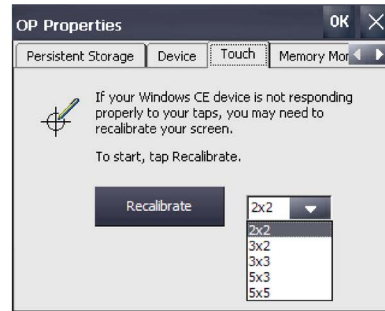 OP Properties OK
Persistent Storage Device Touch Memory Mor
If your Windows CE device is not responding
properly to your taps, you may need to
recalibrate your screen.
To start, tap Recalibrate.
Recalibrate 2x2
2x2
3x2
3x3
5x3
5x5